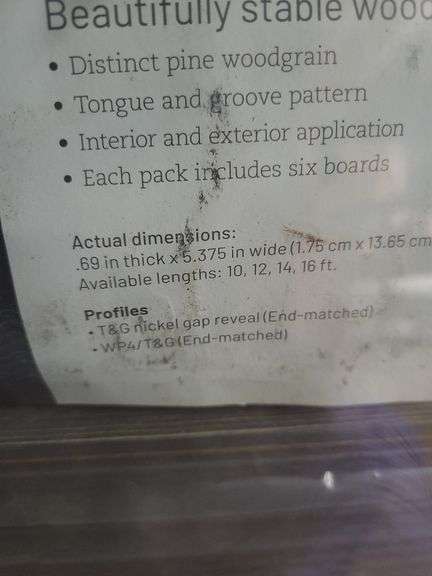 Beautifully stable wood
• Distinct pine woodgrain
• Tongue and groove pattern
• Interior and exterior application
• Each pack includes six boards
Actual dimensions:
.69 in thick x 5.375 in wide (1.75 cm x 13.65 cm
Available lengths: 10, 12, 14, 16 ft.
Profiles
• T&G nickel gap reveal (End-matched)
• WP4/T&G (End-matched)